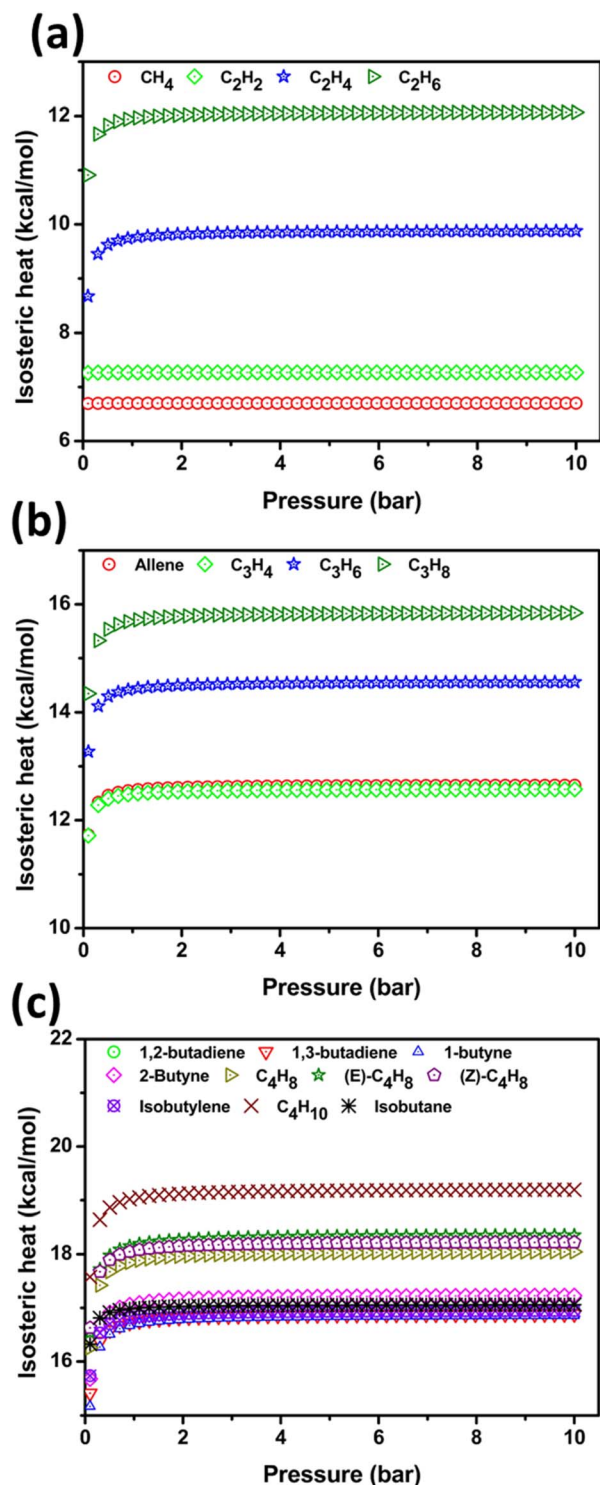 (a)
CH4 C2H2 C2H4 C2H6
Isosteric heat (kcal/mol)
12
10
8
6
0 2 4 6 8 10
Pressure (bar)
(b)
Allene C3H4 C3H6 C3H8
Isosteric heat (kcal/mol)
16
14
12
10
0 2 4 6 8 10
Pressure (bar)
(c)
1,2-butadiene 1,3-butadiene 1-butyne
2-Butyne C4H8 (E)-C4H8 (Z)-C4H8
Isobutylene C4H10 Isobutane
Isosteric heat (kcal/mol)
22
20
18
16
0 2 4 6 8 10
Pressure (bar)